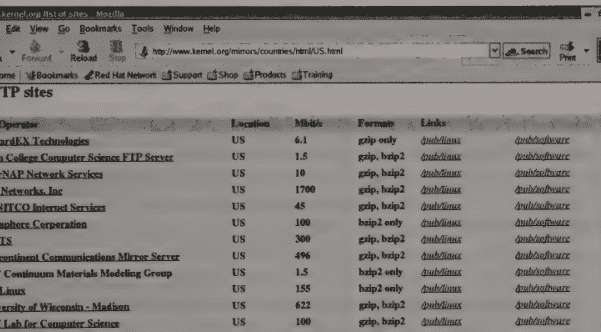 kernel.org list of sites - Mozilla
Edit View Go Bookmarks Tools Window Help
Forward Reload Stop http://www.kernel.org/mirrors/countries/html/US.html Search Print
ome Bookmarks Red Hat Network Support Shop Products Training
TP sites
Operator Location Mbit/s Formats Links
ardEX Technologies US 6.1 gzip only /pub/linux /pub/software
College Computer Science FTP Server US 1.5 gzip, bzip2 /pub/linux /pub/software
NAP Network Services US 10 gzip, bzip2 /pub/linux /pub/software
Networks, Inc US 1700 gzip, bzip2 /pub/linux /pub/software
NITCO Internet Services US 45 gzip, bzip2 /pub/linux /pub/software
aphore Corporation US 100 bzip2 only /pub/linux /pub/software
TS US 300 gzip, bzip2 /pub/linux /pub/software
continent Communications Mirror Server US 496 gzip, bzip2 /pub/linux /pub/software
Continuum Materials Modeling Group US 1.5 bzip2 only /pub/linux /pub/software
Linux US 155 bzip2 only /pub/linux /pub/software
ersity of Wisconsin - Madison US 622 gzip, bzip2 /pub/linux /pub/software
Lab for Computer Science US 100 gzip, bzip2 /pub/linux /pub/software